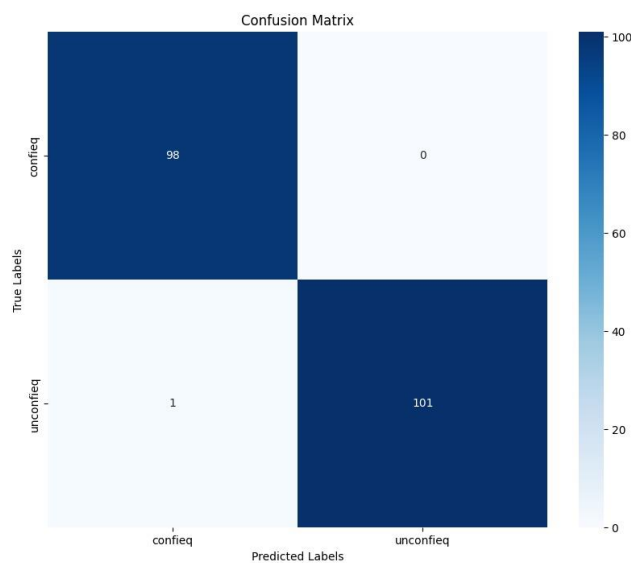 Confusion Matrix
confieq
98
0
unconfieq
1
101
True Labels
confieq
unconfieq
Predicted Labels
100
80
60
40
20
0